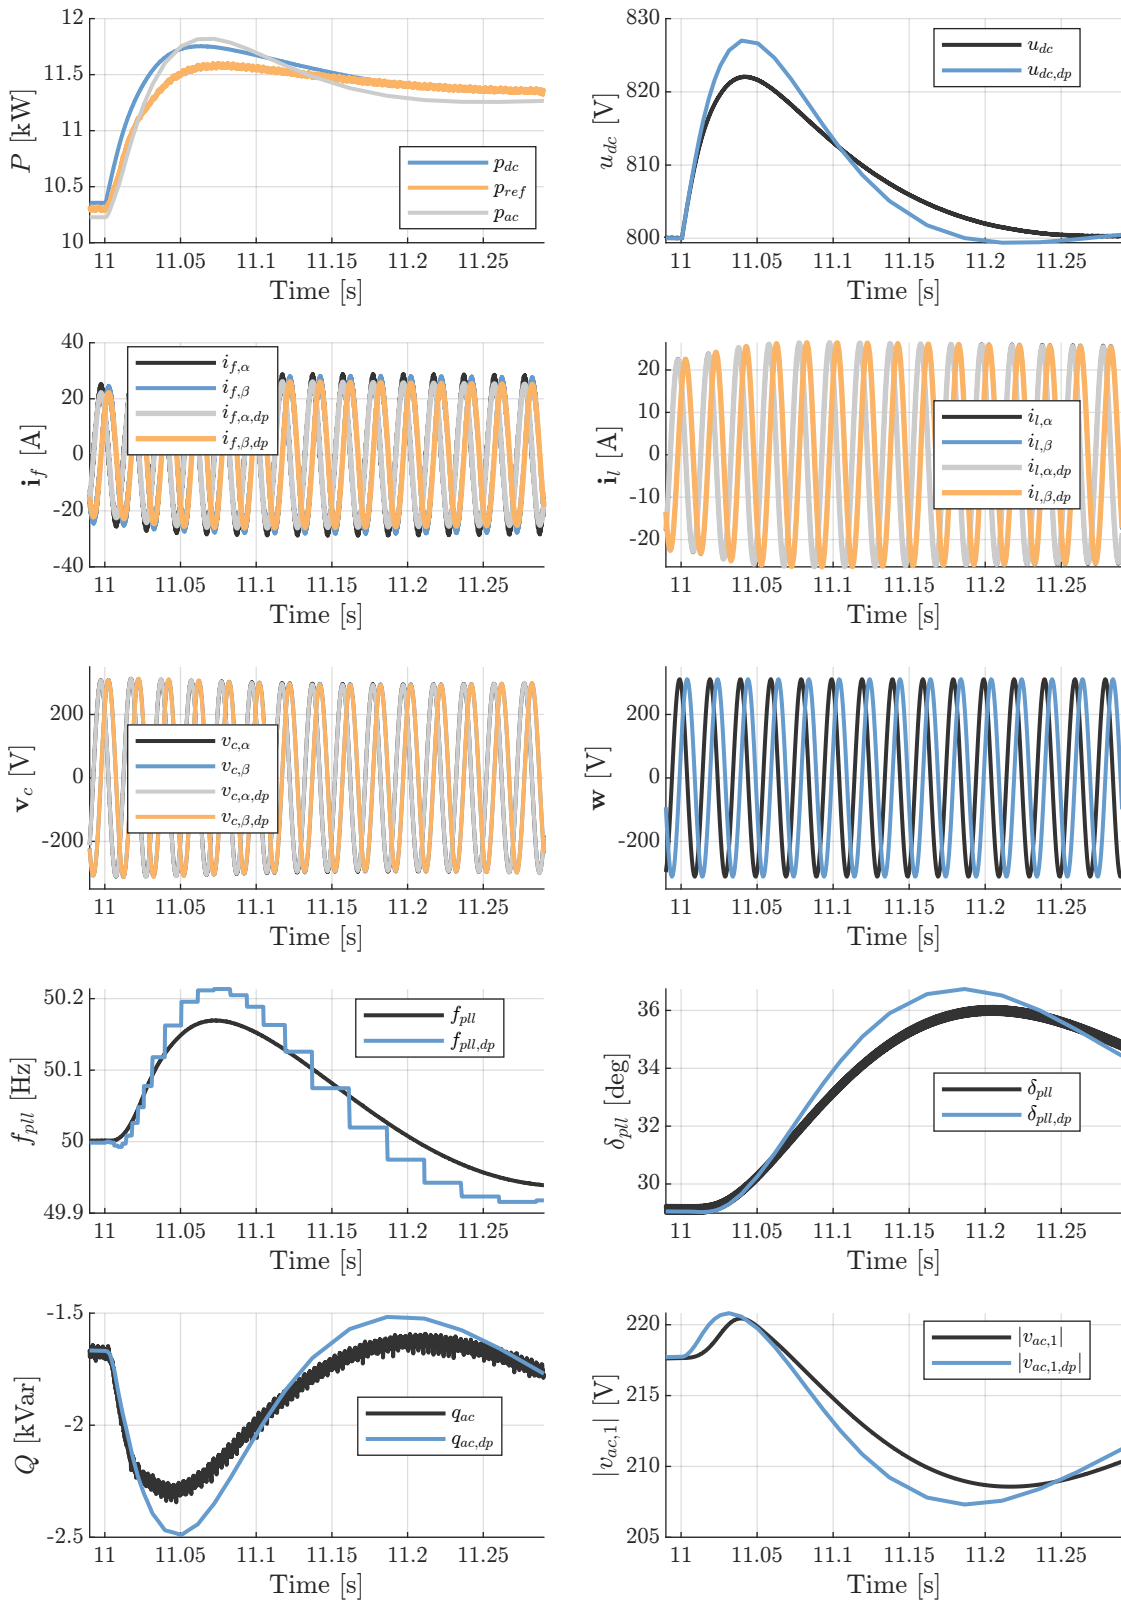 12
11.5
11
10.5
10
P [kW]
11 11.05 11.1 11.15 11.2 11.25
Time [s]
p_dc
p_ref
p_ac
830
820
810
800
u_dc [V]
11 11.05 11.1 11.15 11.2 11.25
Time [s]
u_dc
u_dc,dp
40
20
0
-20
-40
i_f [A]
11 11.05 11.1 11.15 11.2 11.25
Time [s]
i_f,α
i_f,β
i_f,α,dp
i_f,β,dp
20
10
0
-10
-20
i_l [A]
11 11.05 11.1 11.15 11.2 11.25
Time [s]
i_l,α
i_l,β
i_l,α,dp
i_l,β,dp
200
0
-200
v_c [V]
11 11.05 11.1 11.15 11.2 11.25
Time [s]
v_c,α
v_c,β
v_c,α,dp
v_c,β,dp
200
0
-200
w [V]
11 11.05 11.1 11.15 11.2 11.25
Time [s]
50.2
50.1
50
49.9
f_pll [Hz]
11 11.05 11.1 11.15 11.2 11.25
Time [s]
f_pll
f_pll,dp
36
34
32
30
δ_pll [deg]
11 11.05 11.1 11.15 11.2 11.25
Time [s]
δ_pll
δ_pll,dp
-1.5
-2
-2.5
Q [kVar]
11 11.05 11.1 11.15 11.2 11.25
Time [s]
q_ac
q_ac,dp
220
215
210
205
|v_ac,1| [V]
11 11.05 11.1 11.15 11.2 11.25
Time [s]
|v_ac,1|
|v_ac,1,dp|